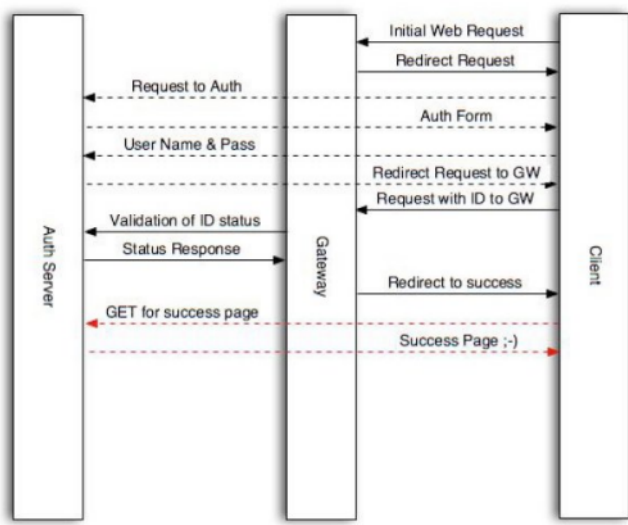 Initial Web Request
Redirect Request
Request to Auth
Auth Form
User Name & Pass
Redirect Request to GW
Request with ID to GW
Validation of ID status
Status Response
Redirect to success
GET for success page
Success Page ;-)
Auth Server
Gateway
Client